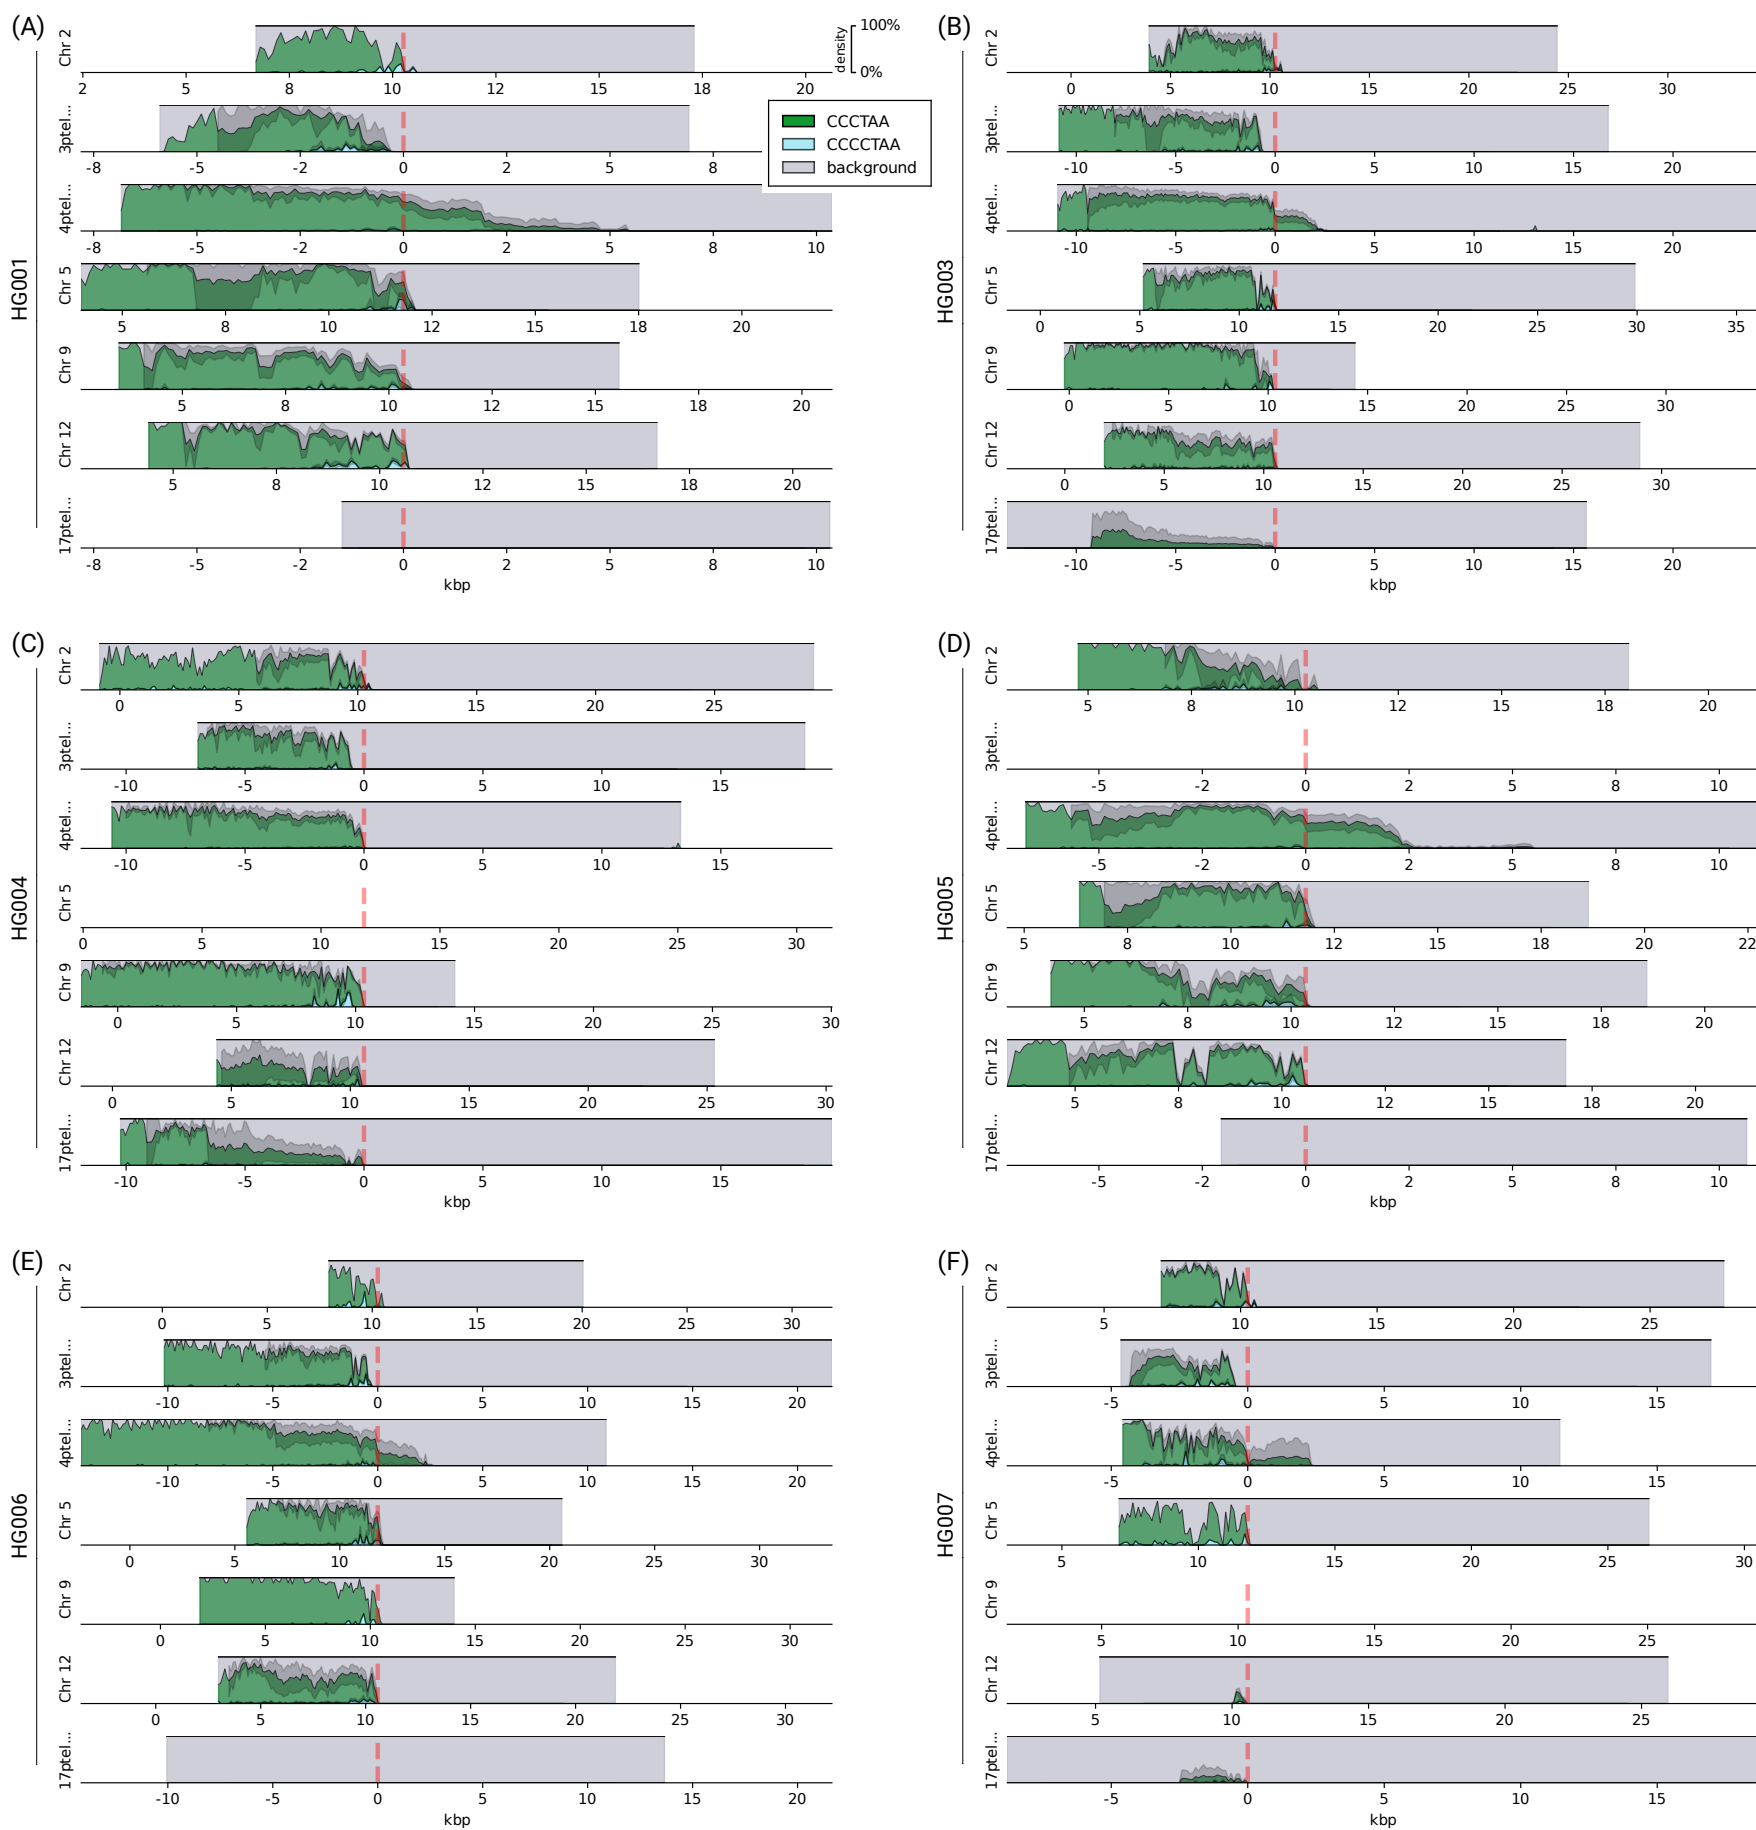 (A)
HG001
Chr 2
2 5 8 10 12 15 18 20
100%
density
0%
CCCTAA
CCCCTAA
background
3ptel...
-8 -5 -2 0 2 5 8
4ptel...
-8 -5 -2 0 2 5 8 10
Chr 5
5 8 10 12 15 18 20
Chr 9
5 8 10 12 15 18 20
Chr 12
5 8 10 12 15 18 20
17ptel...
-8 -5 -2 0 2 5 8 10
kbp
(B)
HG003
Chr 2
0 5 10 15 20 25 30
3ptel...
-10 -5 0 5 10 15 20
4ptel...
-10 -5 0 5 10 15 20
Chr 5
0 5 10 15 20 25 30 35
Chr 9
0 5 10 15 20 25 30
Chr 12
0 5 10 15 20 25 30
17ptel...
-10 -5 0 5 10 15 20
kbp
(C)
HG004
Chr 2
0 5 10 15 20 25
3ptel...
-10 -5 0 5 10 15
4ptel...
-10 -5 0 5 10 15
Chr 5
0 5 10 15 20 25 30
Chr 9
0 5 10 15 20 25 30
Chr 12
0 5 10 15 20 25 30
17ptel...
-10 -5 0 5 10 15
kbp
(D)
HG005
Chr 2
5 8 10 12 15 18 20
3ptel...
-5 -2 0 2 5 8 10
4ptel...
-5 -2 0 2 5 8 10
Chr 5
5 8 10 12 15 18 20 22
Chr 9
5 8 10 12 15 18 20
Chr 12
5 8 10 12 15 18 20
17ptel...
-5 -2 0 2 5 8 10
kbp
(E)
HG006
Chr 2
0 5 10 15 20 25 30
3ptel...
-10 -5 0 5 10 15 20
4ptel...
-10 -5 0 5 10 15 20
Chr 5
0 5 10 15 20 25 30
Chr 9
0 5 10 15 20 25 30
Chr 12
0 5 10 15 20 25 30
17ptel...
-10 -5 0 5 10 15 20
kbp
(F)
HG007
Chr 2
5 10 15 20 25
3ptel...
-5 0 5 10 15
4ptel...
-5 0 5 10 15
Chr 5
5 10 15 20 25 30
Chr 9
5 10 15 20 25
Chr 12
5 10 15 20 25
17ptel...
-5 0 5 10 15
kbp